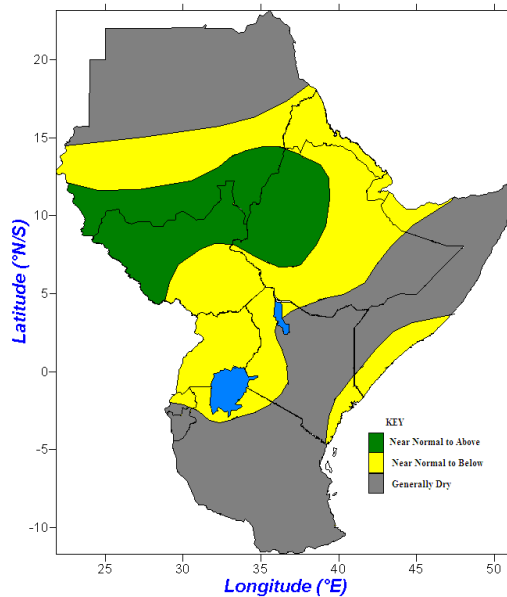 20
15
10
5
0
-5
-10
Latitude (°N/S)
KEY
Near Normal to Above
Near Normal to Below
Generally Dry
25 30 35 40 45 50
Longitude (°E)